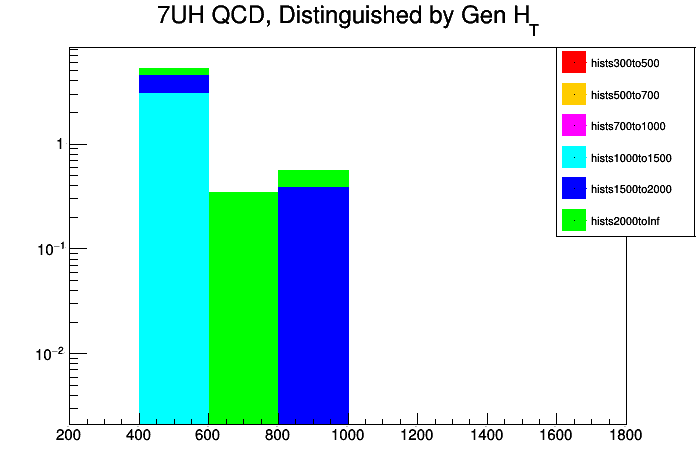 7UH QCD, Distinguished by Gen H_T
hists300to500
hists500to700
hists700to1000
hists1000to1500
hists1500to2000
hists2000toInf
1
10⁻¹
10⁻²
200 400 600 800 1000 1200 1400 1600 1800